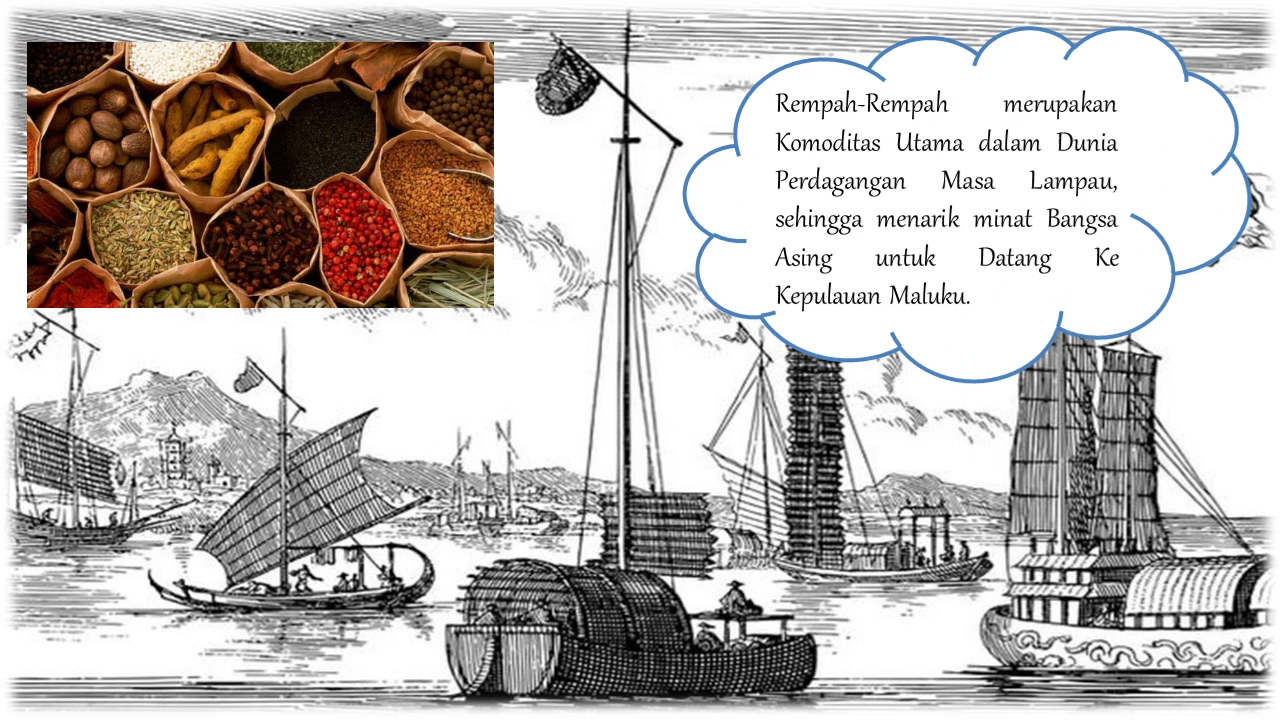 Rempah-Rempah merupakan
Komoditas Utama dalam Dunia
Perdagangan Masa Lampau,
sehingga menarik minat Bangsa
Asing untuk Datang Ke
Kepulauan Maluku.